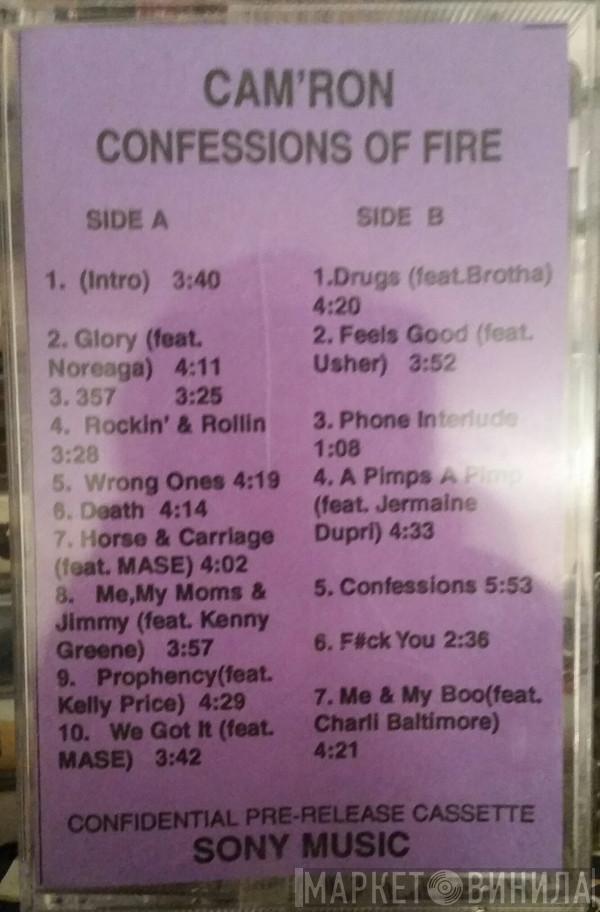 CAM'RON
CONFESSIONS OF FIRE
SIDE A
1. (Intro) 3:40
2. Glory (feat.
Noreaga) 4:11
3. 357 3:25
4. Rockin' & Rollin
3:28
5. Wrong Ones 4:19
6. Death 4:14
7. Horse & Carriage
(feat. MASE) 4:02
8. Me,My Moms &
Jimmy (feat. Kenny
Greene) 3:57
9. Prophency(feat.
Kelly Price) 4:29
10. We Got It (feat.
MASE) 3:42
SIDE B
1.Drugs (feat.Brotha)
4:20
2. Feels Good (feat.
Usher) 3:52
3. Phone Interlude
1:08
4. A Pimps A Pimp
(feat. Jermaine
Dupri) 4:33
5. Confessions 5:53
6. F#ck You 2:36
7. Me & My Boo(feat.
Charli Baltimore)
4:21
CONFIDENTIAL PRE-RELEASE CASSETTE
SONY MUSIC
МАРКЕТ ВИНИЛА